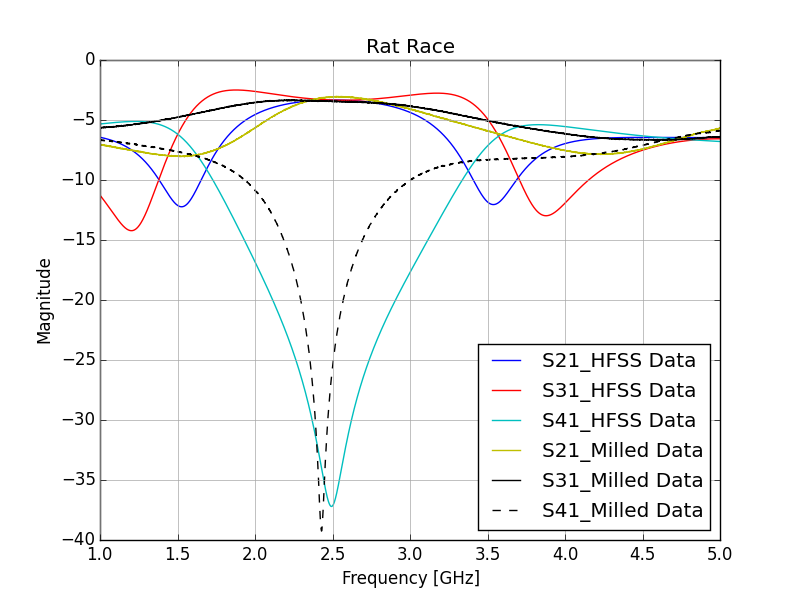 Rat Race
Magnitude
0
−5
−10
−15
−20
−25
−30
−35
−40
S21_HFSS Data
S31_HFSS Data
S41_HFSS Data
S21_Milled Data
S31_Milled Data
S41_Milled Data
1.0 1.5 2.0 2.5 3.0 3.5 4.0 4.5 5.0
Frequency [GHz]